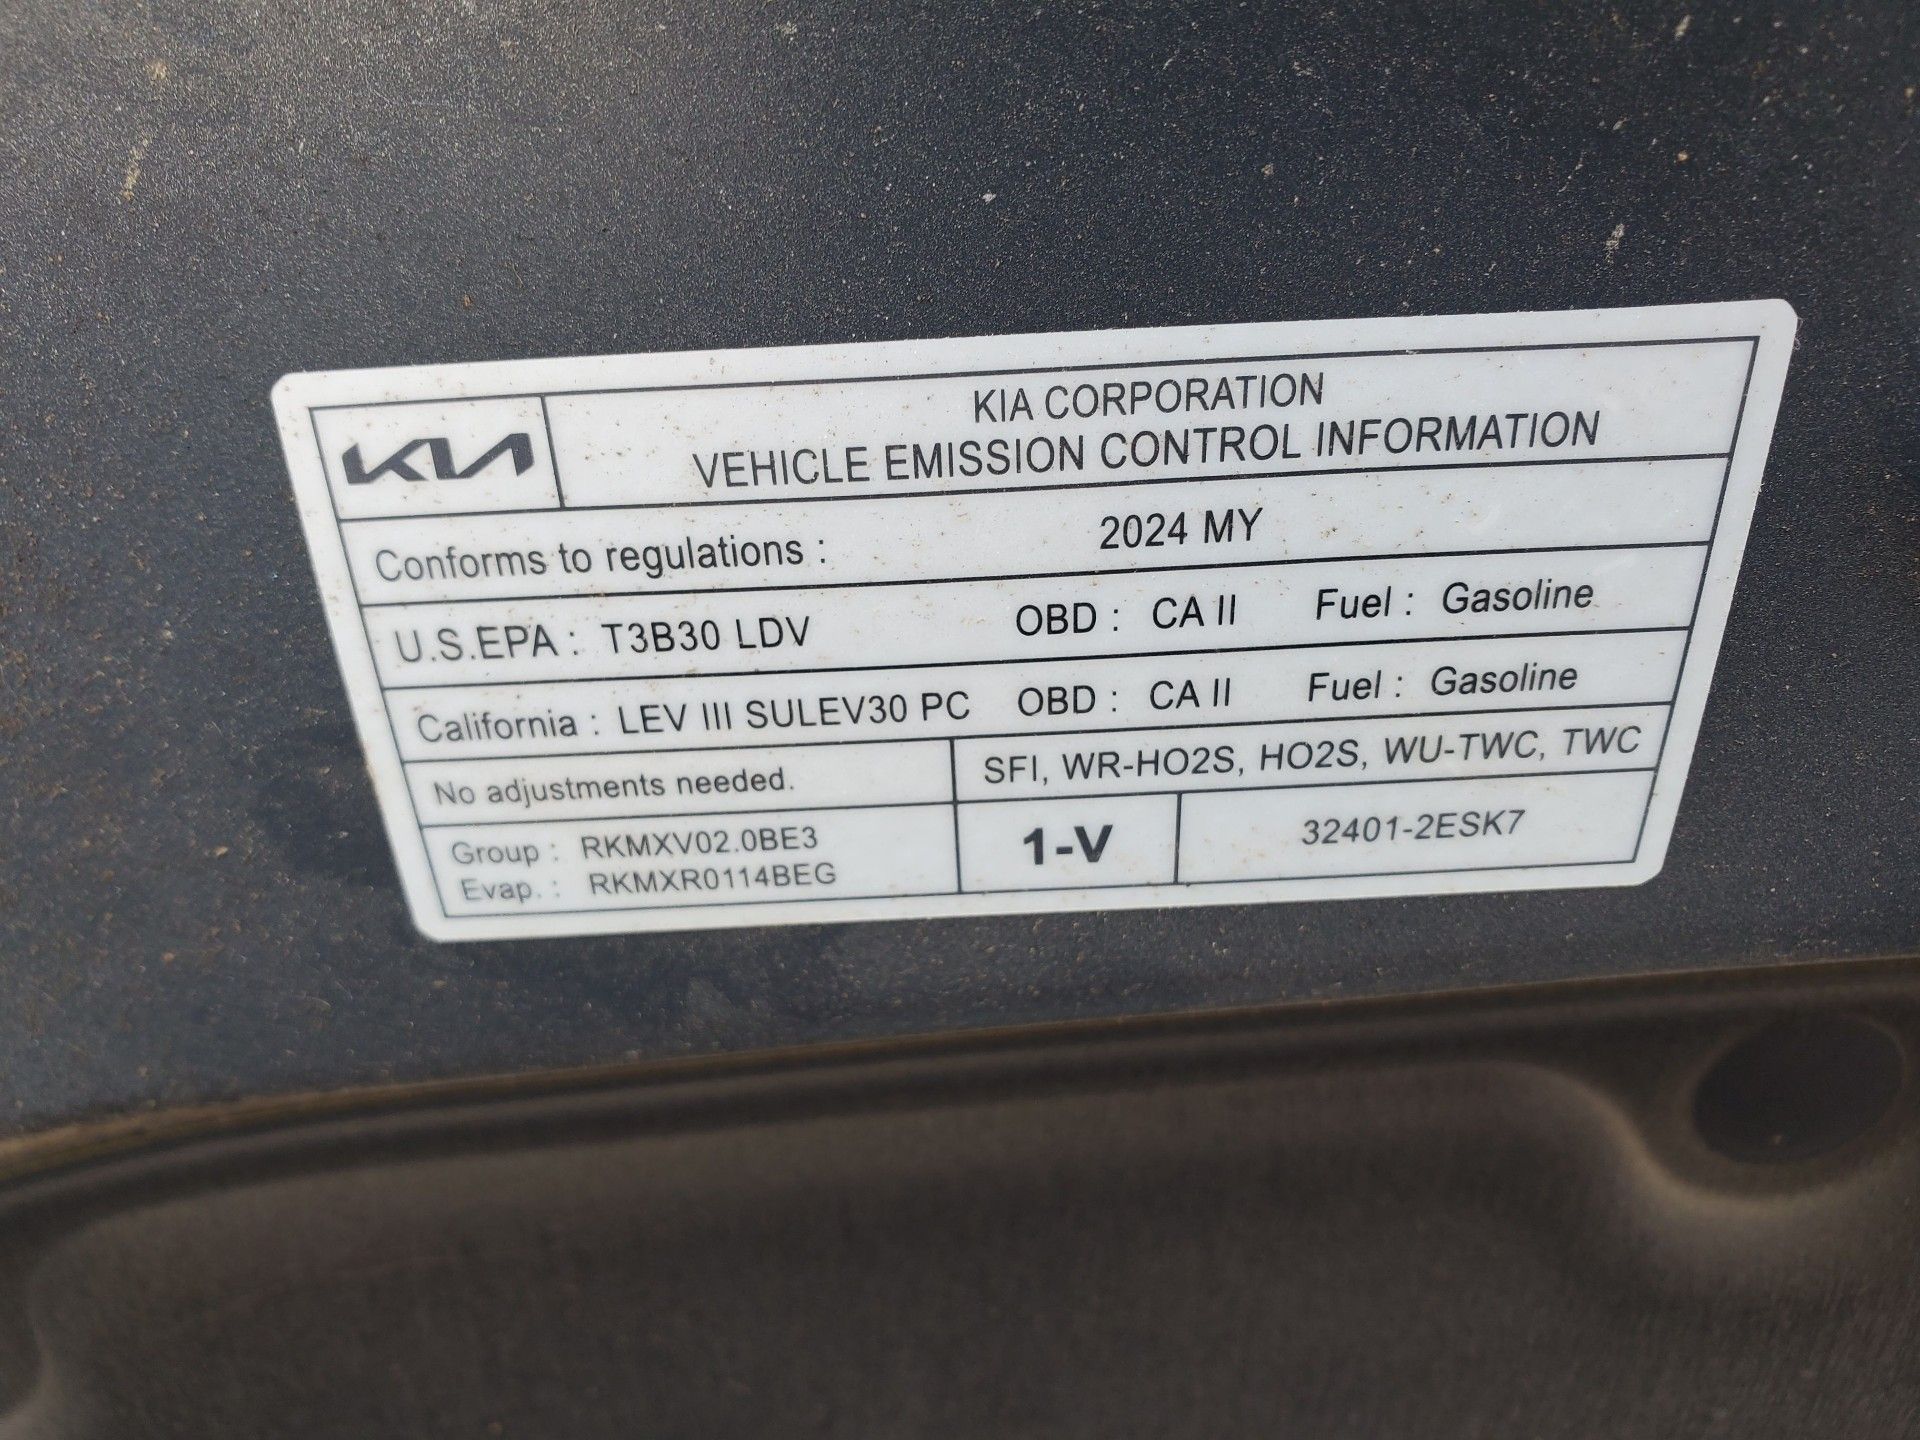 KIA
KIA CORPORATION
VEHICLE EMISSION CONTROL INFORMATION
Conforms to regulations : 2024 MY
U.S.EPA : T3B30 LDV OBD : CA II Fuel : Gasoline
California : LEV III SULEV30 PC OBD : CA II Fuel : Gasoline
No adjustments needed. SFI, WR-HO2S, HO2S, WU-TWC, TWC
Group : RKMXV02.0BE3
Evap. : RKMXR0114BEG
1-V
32401-2ESK7